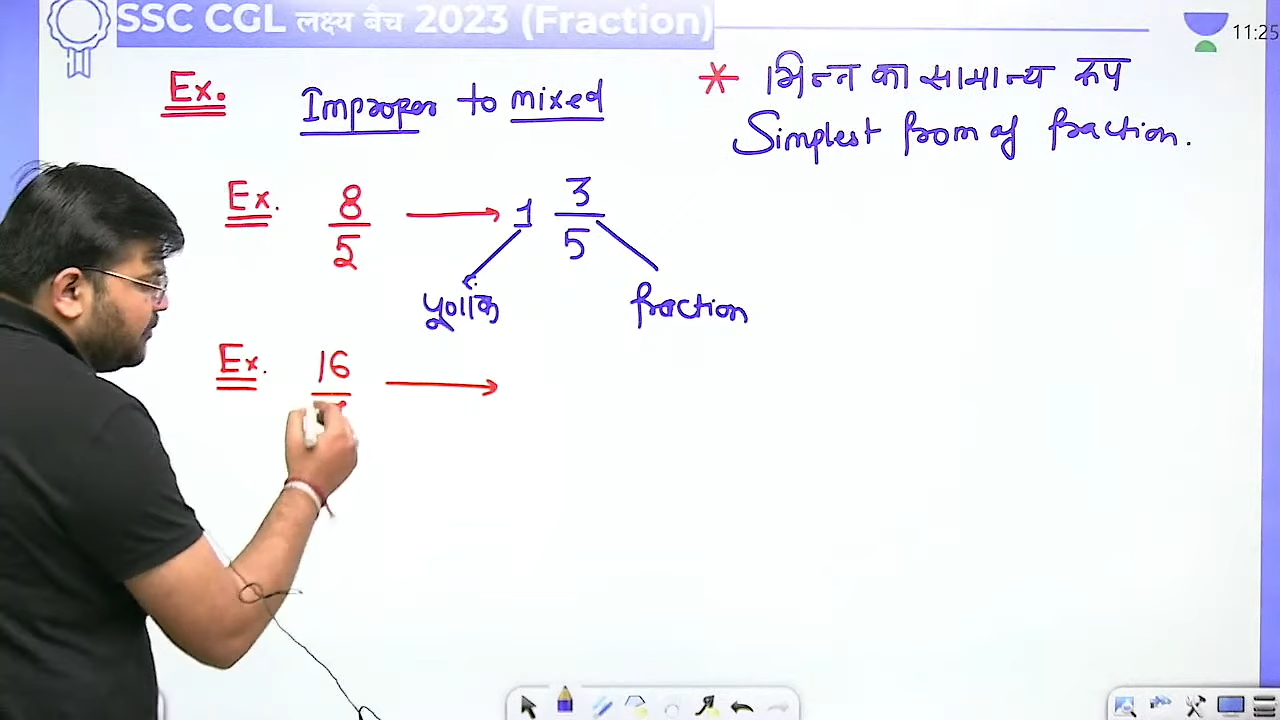 SSC CGL लक्ष्य बैच 2023 (Fraction)
11:25
Ex. Improper to mixed
* भिन्न का सामान्य रूप
Simplest from of fraction.
Ex. 8/5 → 1 3/5
पूर्णांक fraction
Ex. 16 →